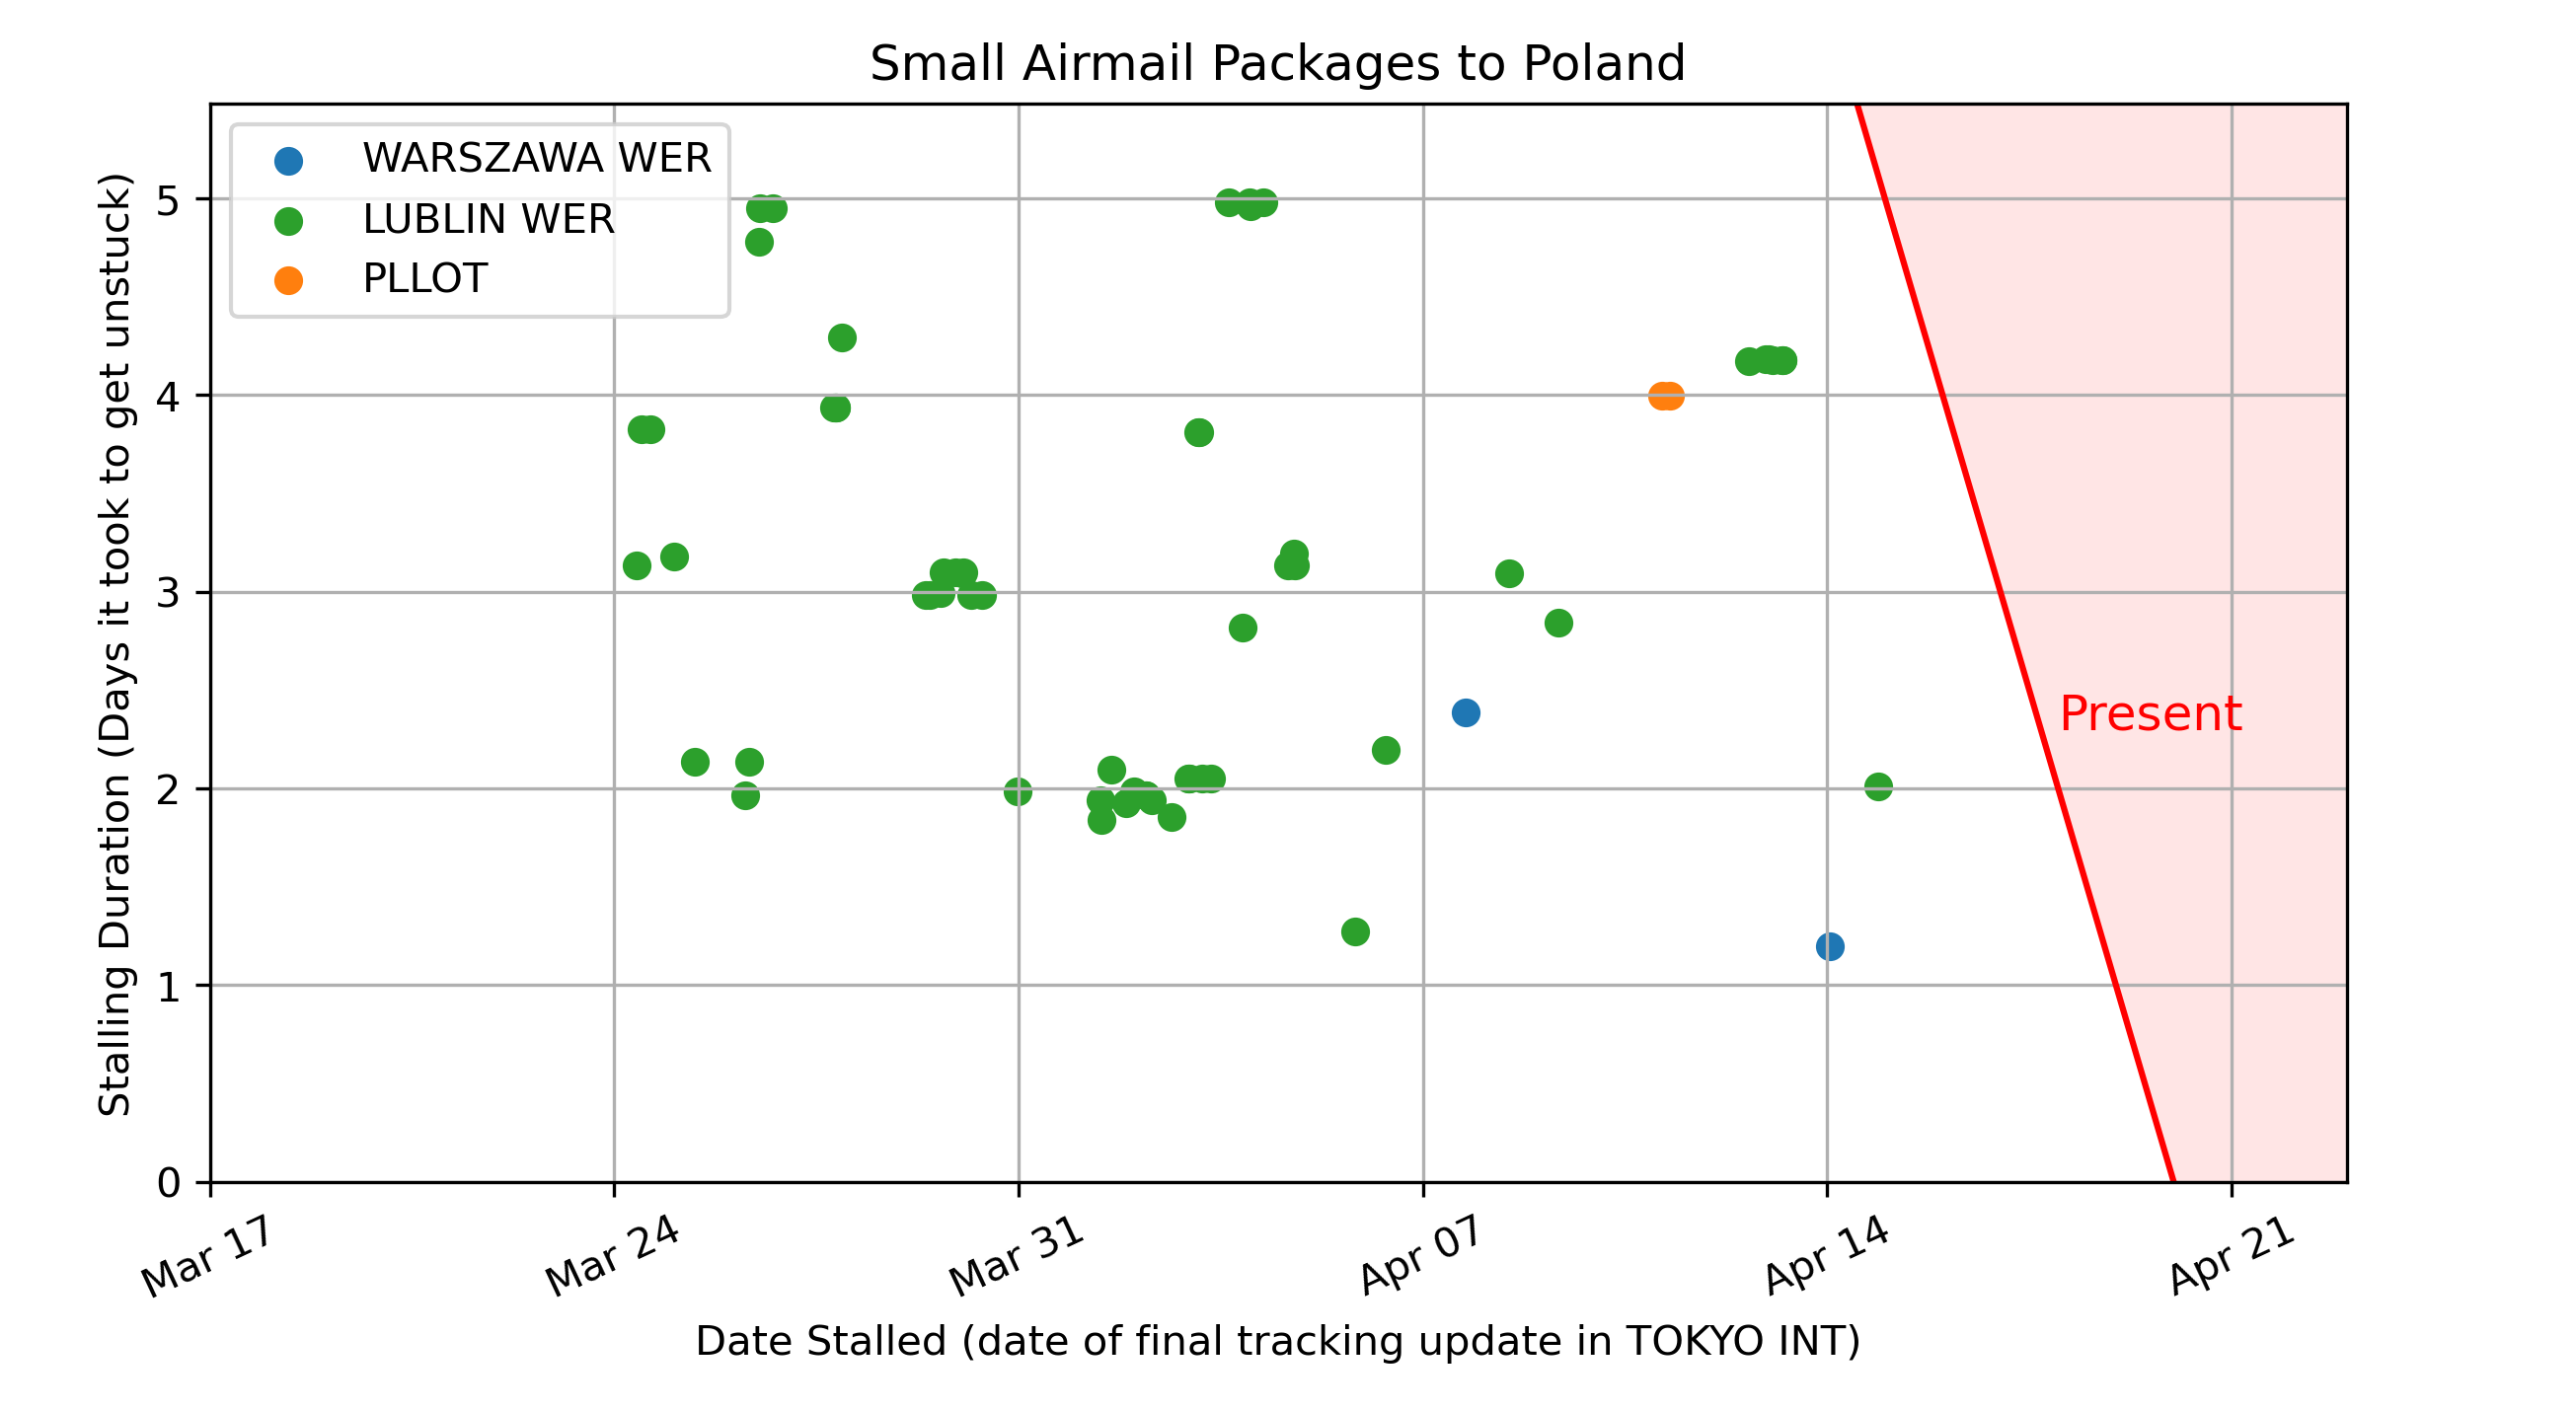 Small Airmail Packages to Poland
WARSZAWA WER
LUBLIN WER
PLLOT
Stalling Duration (Days it took to get unstuck)
5
4
3
2
1
0
Present
Mar 17
Mar 24
Mar 31
Apr 07
Apr 14
Apr 21
Date Stalled (date of final tracking update in TOKYO INT)